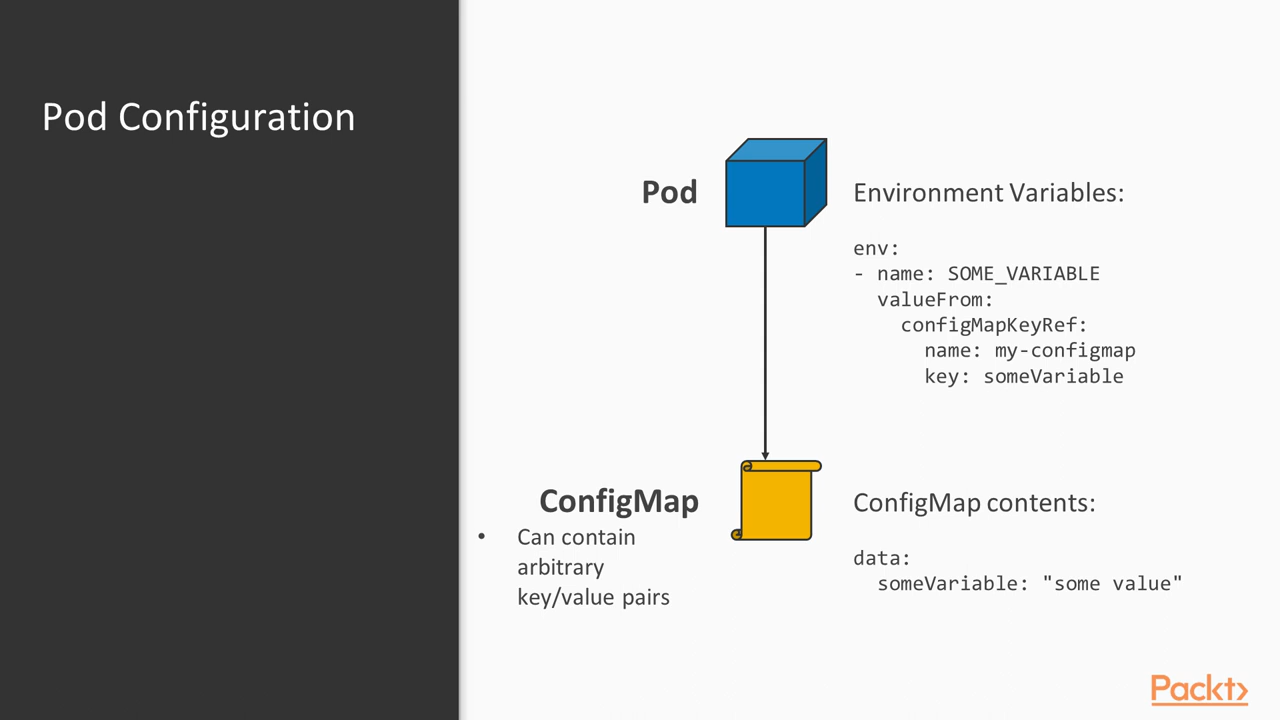 Pod Configuration
Pod
Environment Variables:
env:
- name: SOME_VARIABLE
  valueFrom:
    configMapKeyRef:
      name: my-configmap
      key: someVariable
ConfigMap
• Can contain
arbitrary
key/value pairs
ConfigMap contents:
data:
  someVariable: "some value"
Packt>